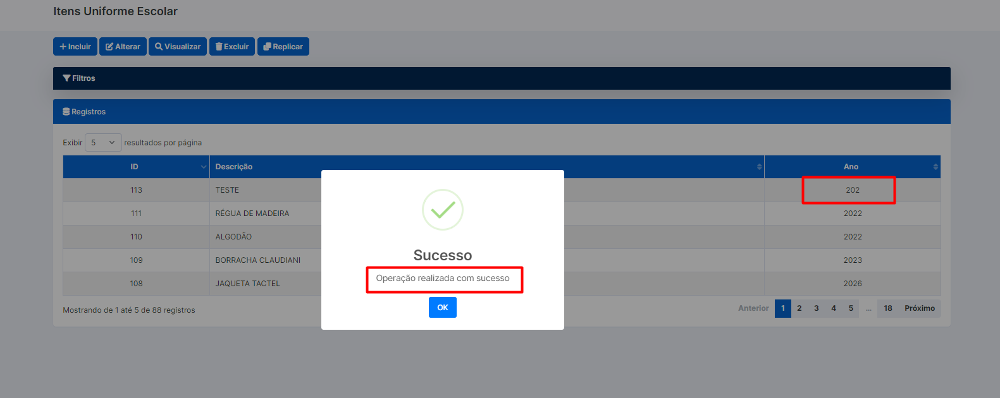 Itens Uniforme Escolar
Incluir Alterar Visualizar Excluir Replicar
Filtros
Registros
Exibir 5 resultados por página
ID Descrição Ano
113 TESTE 202
111 RÉGUA DE MADEIRA 2022
110 ALGODÃO 2022
109 BORRACHA CLAUDIANI 2023
108 JAQUETA TACTEL 2026
Mostrando de 1 até 5 de 88 registros
Anterior 1 2 3 4 5 ... 18 Próximo
Sucesso
Operação realizada com sucesso
OK